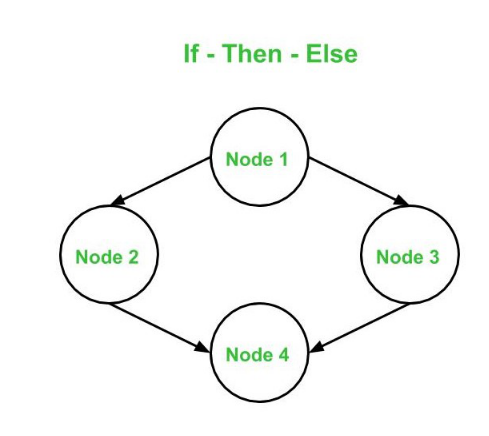 If - Then - Else
Node 1
Node 2
Node 3
Node 4